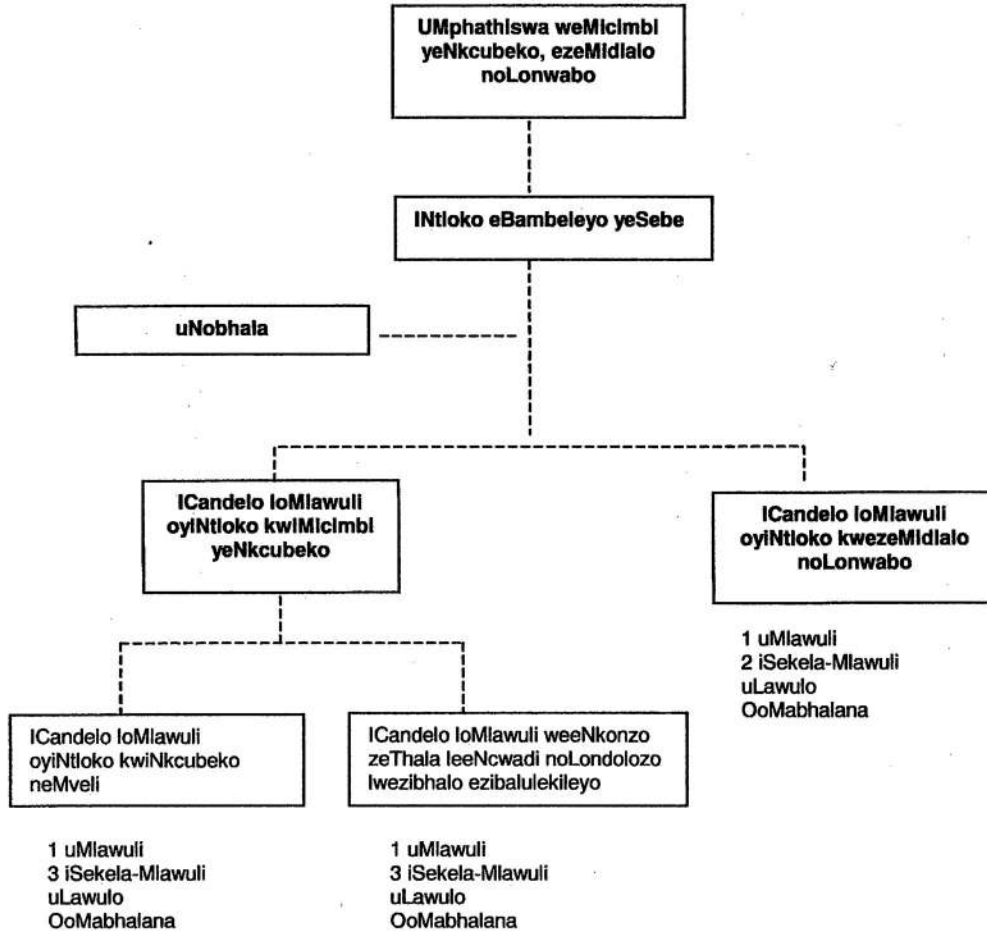 UMphathiswa weMicimbi
yeNkcubeko, ezeMidlalo
noLonwabo
INtloko eBambeleyo yeSebe
uNobhala
ICandelo loMlawuli
oyiNtloko kwiMicimbi
yeNkcubeko
ICandelo loMlawuli
oyiNtloko kwezeMidlalo
noLonwabo
1 uMlawuli
2 iSekela-Mlawuli
uLawulo
OoMabhalana
ICandelo loMlawuli
oyiNtloko kwiNkcubeko
neMveli
ICandelo loMlawuli weeNkonzo
zeThala leeNcwadi noLondolozo
lwezibhalo ezibalulekileyo
1 uMlawuli
3 iSekela-Mlawuli
uLawulo
OoMabhalana
1 uMlawuli
3 iSekela-Mlawuli
uLawulo
OoMabhalana